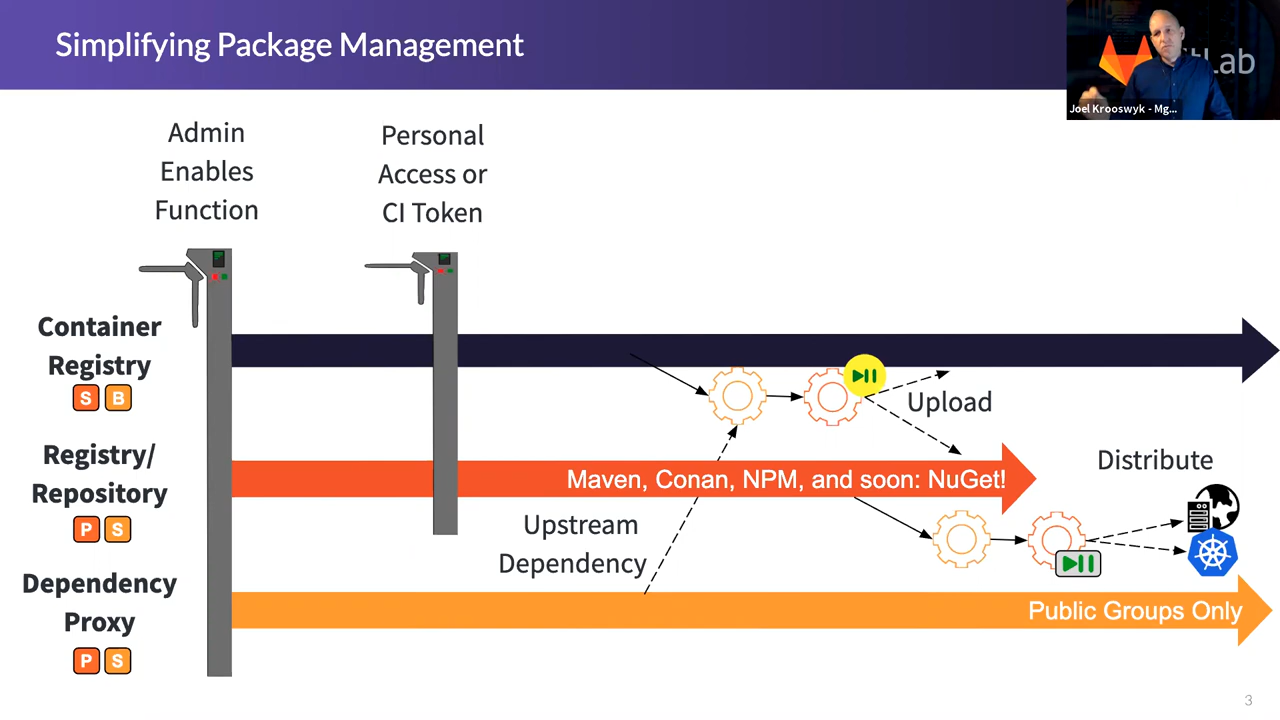 Simplifying Package Management
Lab
Joel Krooswyk - Mg...
Admin
Enables
Function
Personal
Access or
CI Token
Container
Registry
S B
Upload
Registry/
Repository
P S
Maven, Conan, NPM, and soon: NuGet!
Distribute
Upstream
Dependency
Dependency
Proxy
P S
Public Groups Only
3